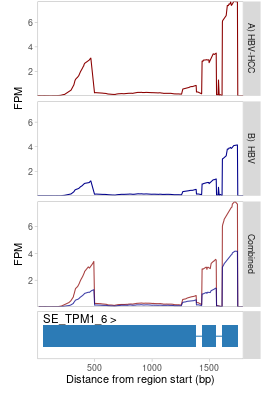 FPM
6
4
2
A) HBV-HCC
6
4
2
B) HBV
FPM
6
4
2
Combined
SE_TPM1_6 >
500
1000
1500
Distance from region start (bp)